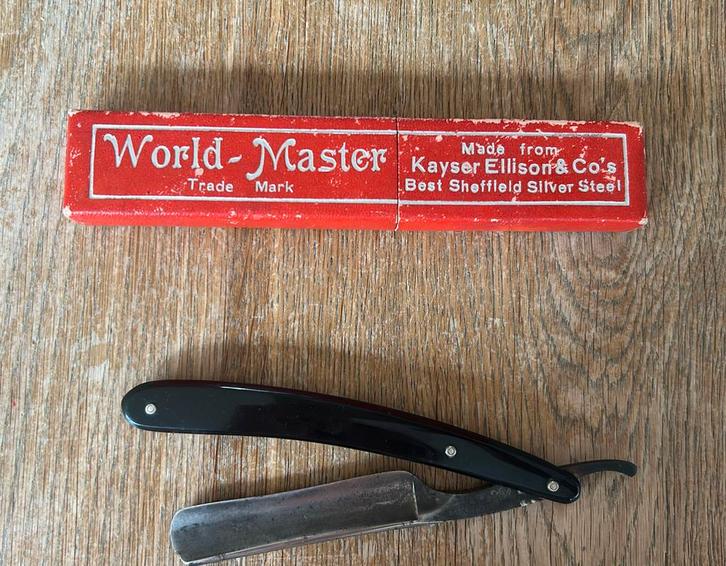 World-Master
Trade Mark
Made from
Kayser Ellison & Co's
Best Sheffield Silver Steel